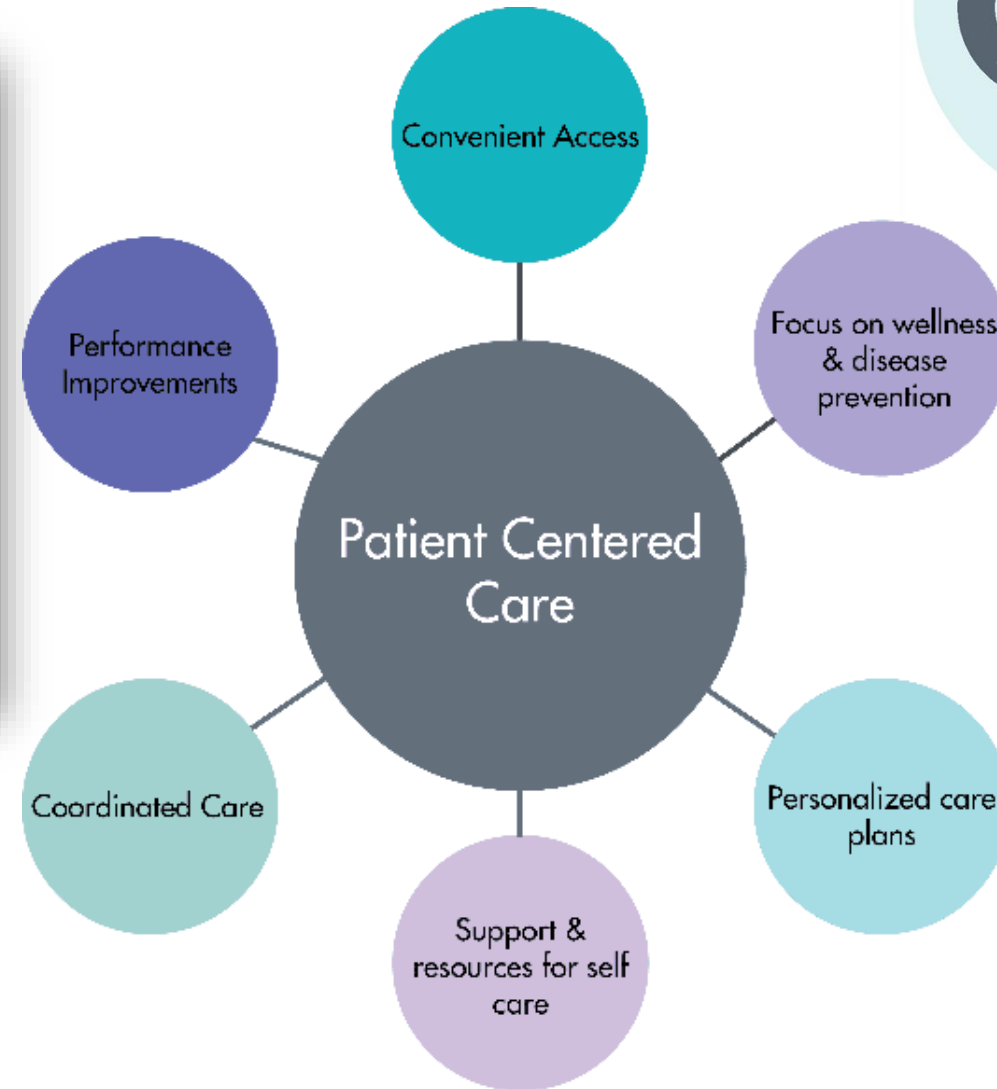 Convenient Access
Focus on wellness
& disease
prevention
Performance
Improvements
Patient Centered
Care
Coordinated Care
Personalized care
plans
Support &
resources for self
care